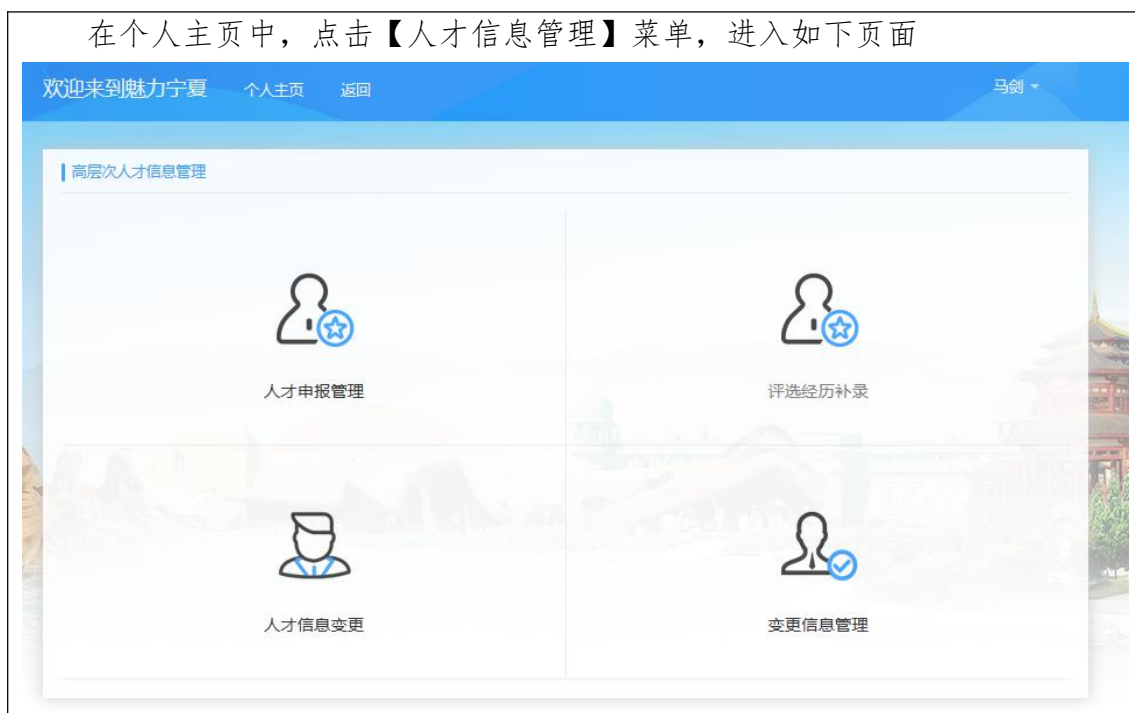 在个人主页中，点击【人才信息管理】菜单，进入如下页面
欢迎来到魅力宁夏 个人主页 返回 马剑
高层次人才信息管理
人才申报管理 评选经历补录
人才信息变更 变更信息管理